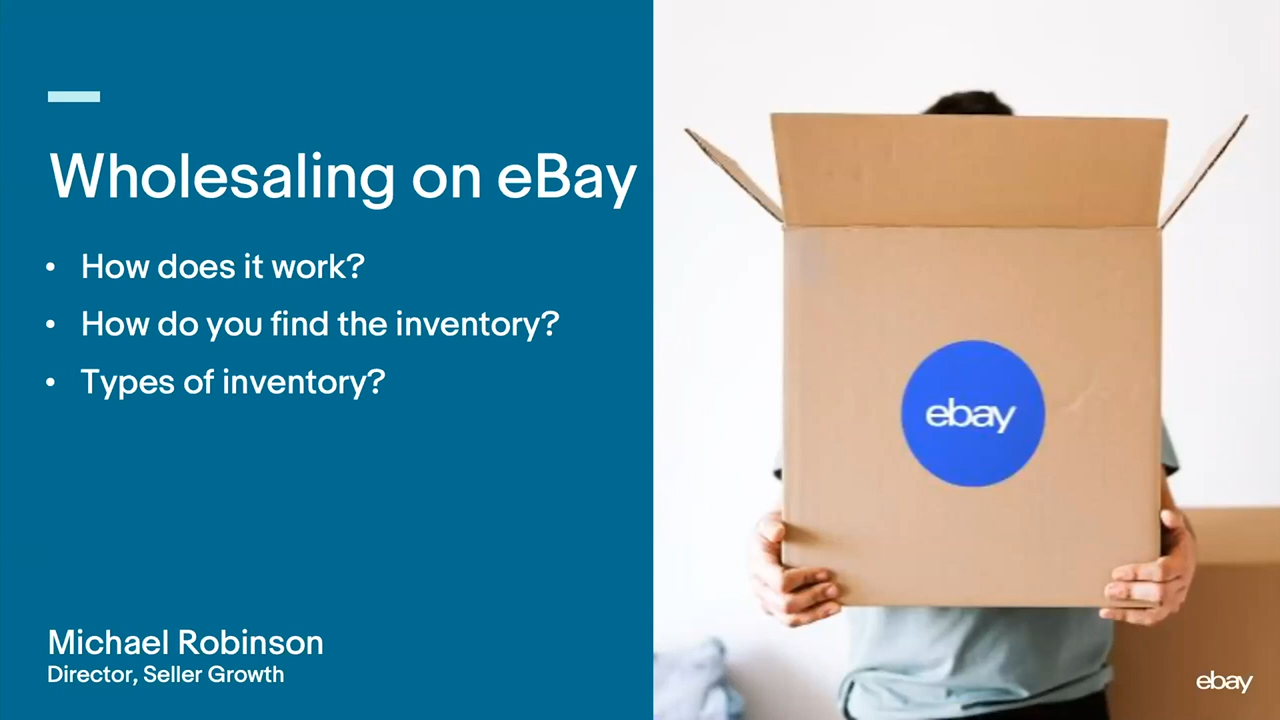 Wholesaling on eBay
• How does it work?
• How do you find the inventory?
• Types of inventory?
Michael Robinson
Director, Seller Growth
ebay
ebay